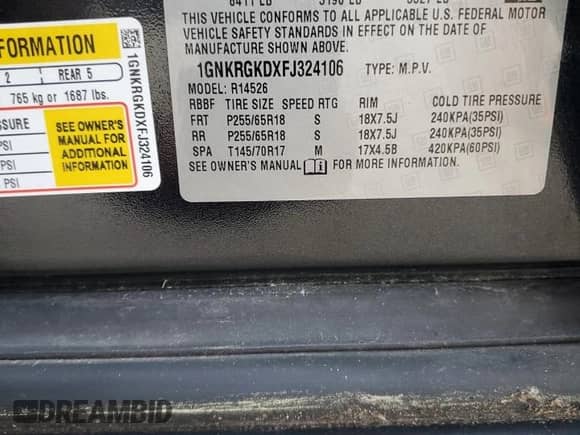 FORMATION
2
REAR 5
765 kg or 1687 lbs.
SSURE
PSI
PSI
PSI
SEE OWNER'S
MANUAL FOR
ADDITIONAL
INFORMATION
1GNKRGKDXFJ324106
THIS VEHICLE CONFORMS TO ALL APPLICABLE U.S. FEDERAL MOTOR
VEHICLE SAFETY STANDARDS IN EFFECT ON THE DATE OF
MANUFACTURE SHOWN ABOVE.
1GNKRGKDXFJ324106 TYPE: M.P.V.
MODEL: R14526
RBBF TIRE SIZE SPEED RTG RIM COLD TIRE PRESSURE
FRT P255/65R18 S 18X7.5J 240KPA(35PSI)
RR P255/65R18 S 18X7.5J 240KPA(35PSI)
SPA T145/70R17 M 17X4.5B 420KPA(60PSI)
SEE OWNER'S MANUAL FOR MORE INFORMATION
DREAMBID